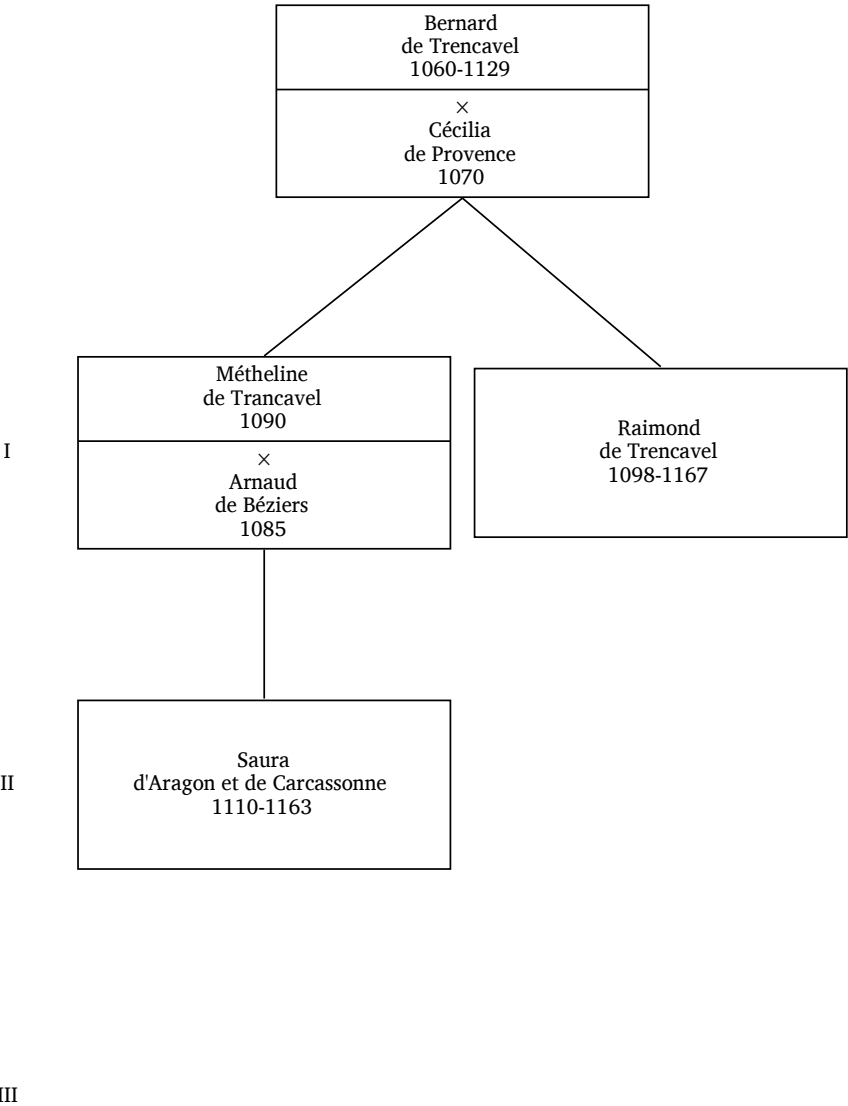 Bernard
de Trencavel
1060-1129
×
Cécilia
de Provence
1070
I
Métheline
de Trancavel
1090
×
Arnaud
de Béziers
1085
Raimond
de Trencavel
1098-1167
II
Saura
d'Aragon et de Carcassonne
1110-1163
III